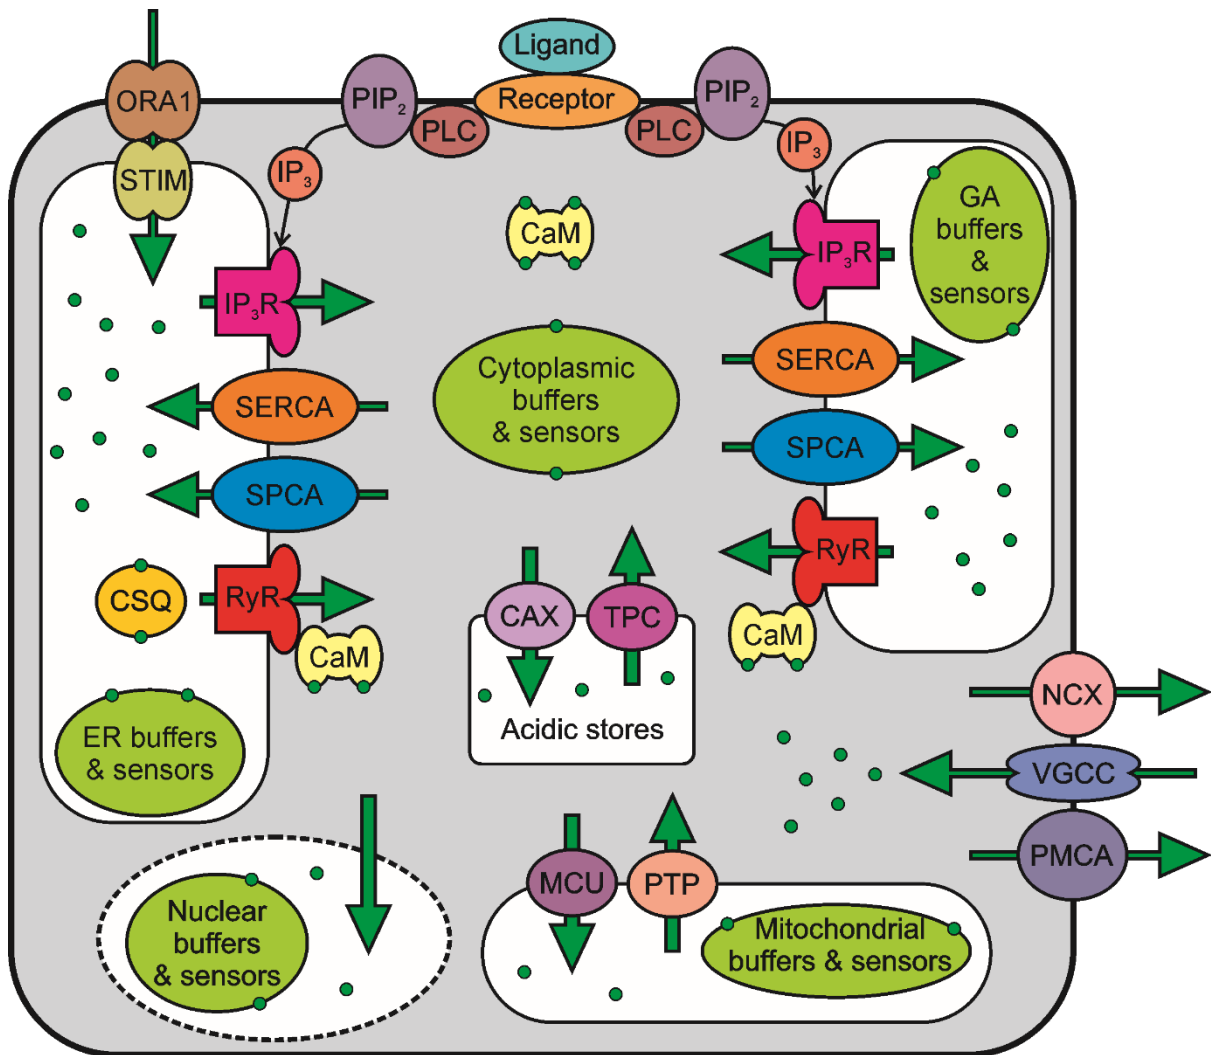 Ligand
Receptor
PIP₂
PIP₂
PLC
PLC
ORA1
STIM
IP₃
IP₃
CaM
GA
buffers
&
sensors
IP₃R
IP₃R
SERCA
SERCA
Cytoplasmic
buffers
& sensors
SPCA
SPCA
RyR
RyR
CSQ
CaM
CaM
CAX
TPC
Acidic stores
ER buffers
& sensors
NCX
VGCC
PMCA
MCU
PTP
Nuclear
buffers
& sensors
Mitochondrial
buffers & sensors